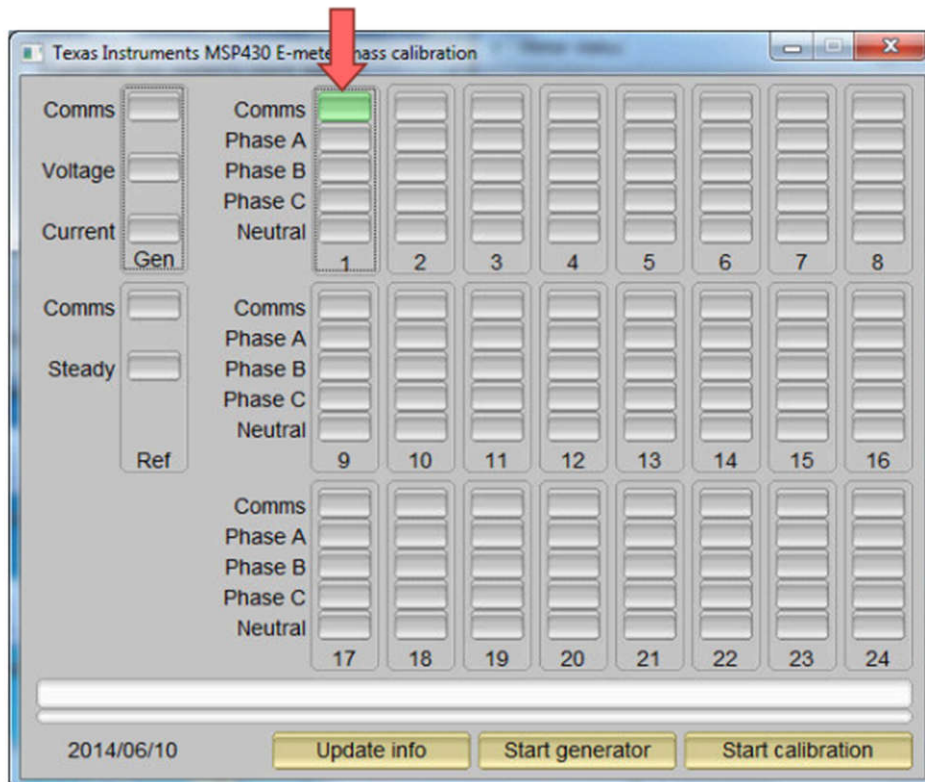 Texas Instruments MSP430 E-mete mass calibration
Comms
Voltage
Current
Gen
Comms
Phase A
Phase B
Phase C
Neutral
1 2 3 4 5 6 7 8
Comms
Steady
Ref
Comms
Phase A
Phase B
Phase C
Neutral
9 10 11 12 13 14 15 16
Comms
Phase A
Phase B
Phase C
Neutral
17 18 19 20 21 22 23 24
2014/06/10 Update info Start generator Start calibration